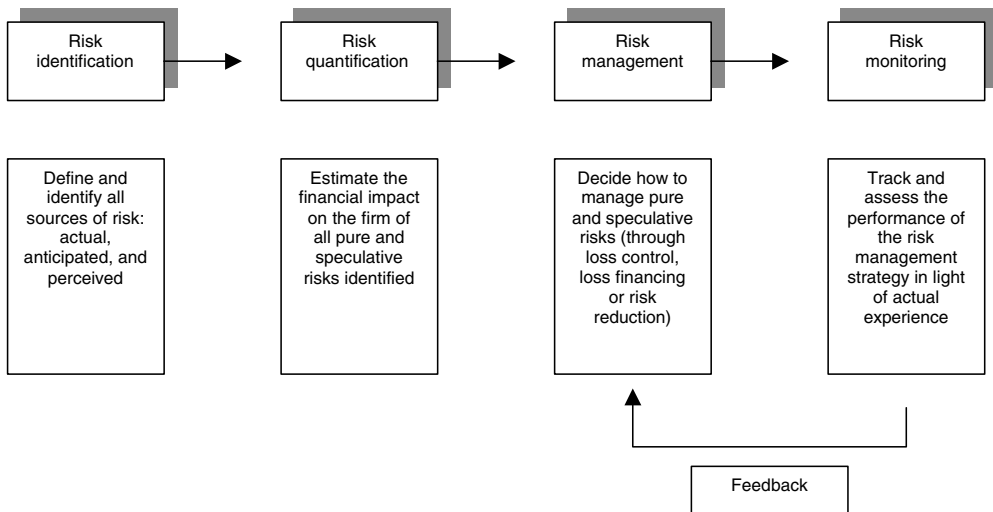 Risk
identification
Risk
quantification
Risk
management
Risk
monitoring
Define and
identify all
sources of risk:
actual,
anticipated, and
perceived
Estimate the
financial impact
on the firm of
all pure and
speculative
risks identified
Decide how to
manage pure
and speculative
risks (through
loss control,
loss financing
or risk
reduction)
Track and
assess the
performance of
the risk
management
strategy in light
of actual
experience
Feedback